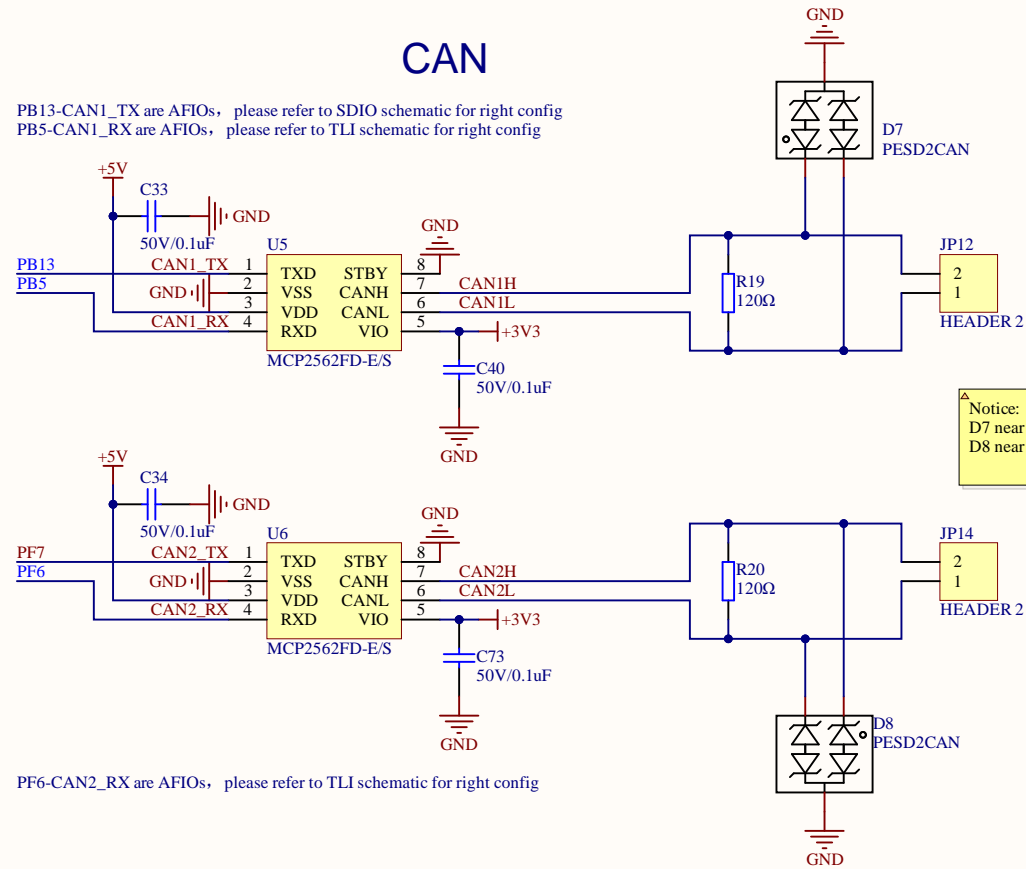 CAN
PB13-CAN1_TX are AFIOs，please refer to SDIO schematic for right config
PB5-CAN1_RX are AFIOs，please refer to TLI schematic for right config
GND
D7
PESD2CAN
+5V
C33
GND
50V/0.1uF
PB13
PB5
CAN1_TX
GND
CAN1_RX
U5
1
2
3
4
TXD
VSS
VDD
RXD
STBY
CANH
CANL
VIO
8
7
6
5
MCP2562FD-E/S
GND
CAN1H
CAN1L
+3V3
C40
50V/0.1uF
GND
R19
120Ω
JP12
2
1
HEADER 2
Notice:
D7 near
D8 near
+5V
C34
GND
50V/0.1uF
PF7
PF6
CAN2_TX
GND
CAN2_RX
U6
1
2
3
4
TXD
VSS
VDD
RXD
STBY
CANH
CANL
VIO
8
7
6
5
MCP2562FD-E/S
GND
CAN2H
CAN2L
+3V3
C73
50V/0.1uF
GND
R20
120Ω
JP14
2
1
HEADER 2
D8
PESD2CAN
GND
PF6-CAN2_RX are AFIOs，please refer to TLI schematic for right config